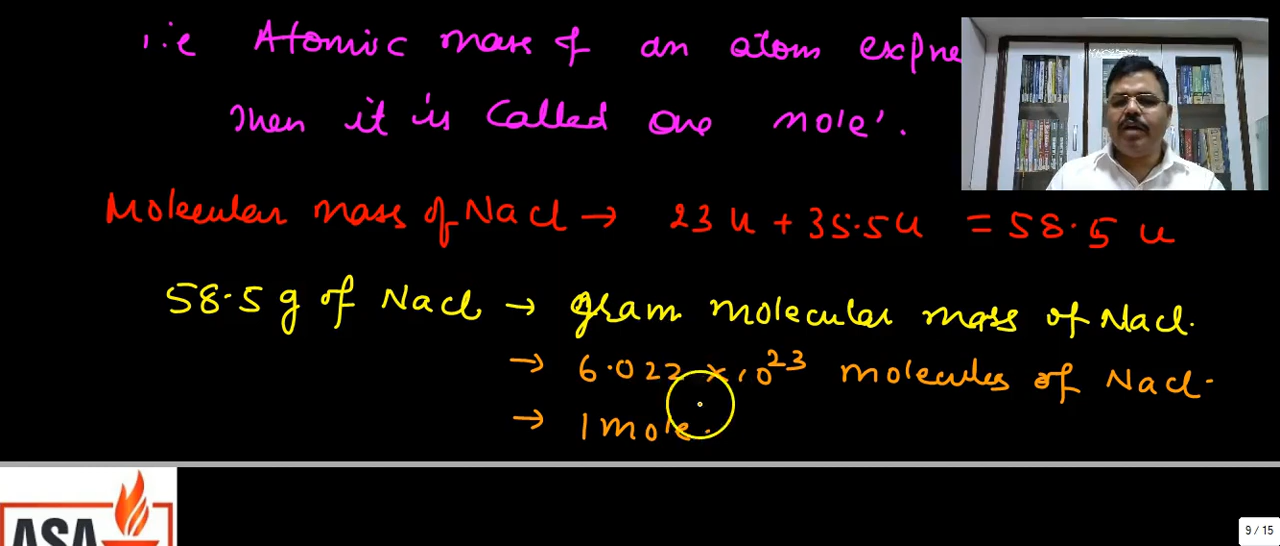 i.e Atomic mass of an atom expre
then it is called one mole'.
Molecular mass of NaCl → 23 u + 35.5 u = 58.5 u
58.5 g of NaCl → gram molecular mass of NaCl.
→ 6.022 × 10²³ molecules of NaCl.
→ 1 mole.
ASA
9 / 15